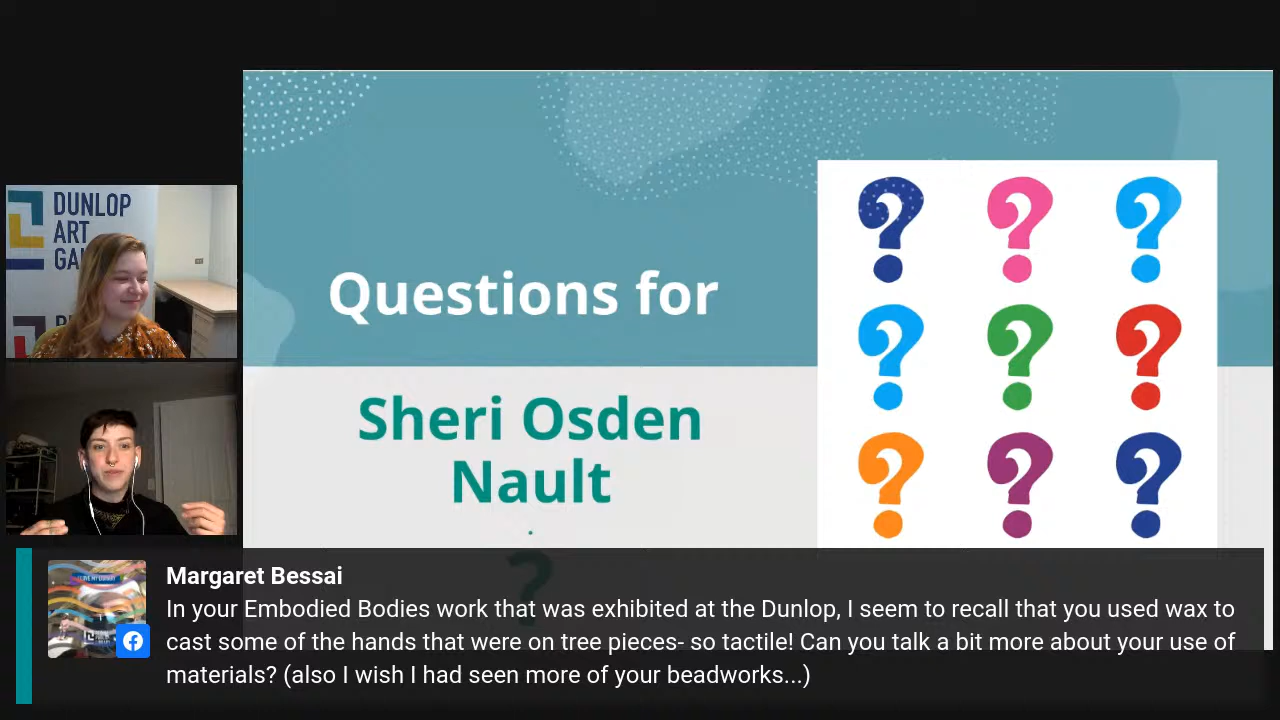 DUNLOP
ART
Questions for
Sheri Osden
Nault
?
Margaret Bessai
In your Embodied Bodies work that was exhibited at the Dunlop, I seem to recall that you used wax to
cast some of the hands that were on tree pieces- so tactile! Can you talk a bit more about your use of
materials? (also I wish I had seen more of your beadworks...)